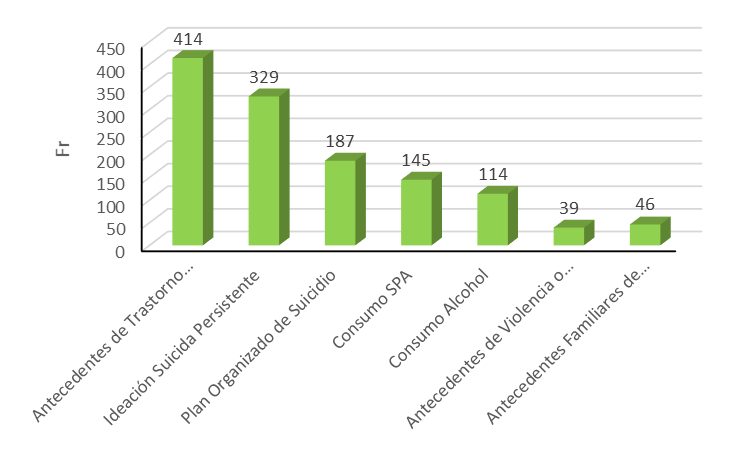 450
400
350
300
250
200
150
100
50
0
Fr
414
329
187
145
114
39
46
Antecedentes de Trastorno...
Ideación Suicida Persistente
Plan Organizado de Suicidio
Consumo SPA
Consumo Alcohol
Antecedentes de Violencia o...
Antecedentes Familiares de...